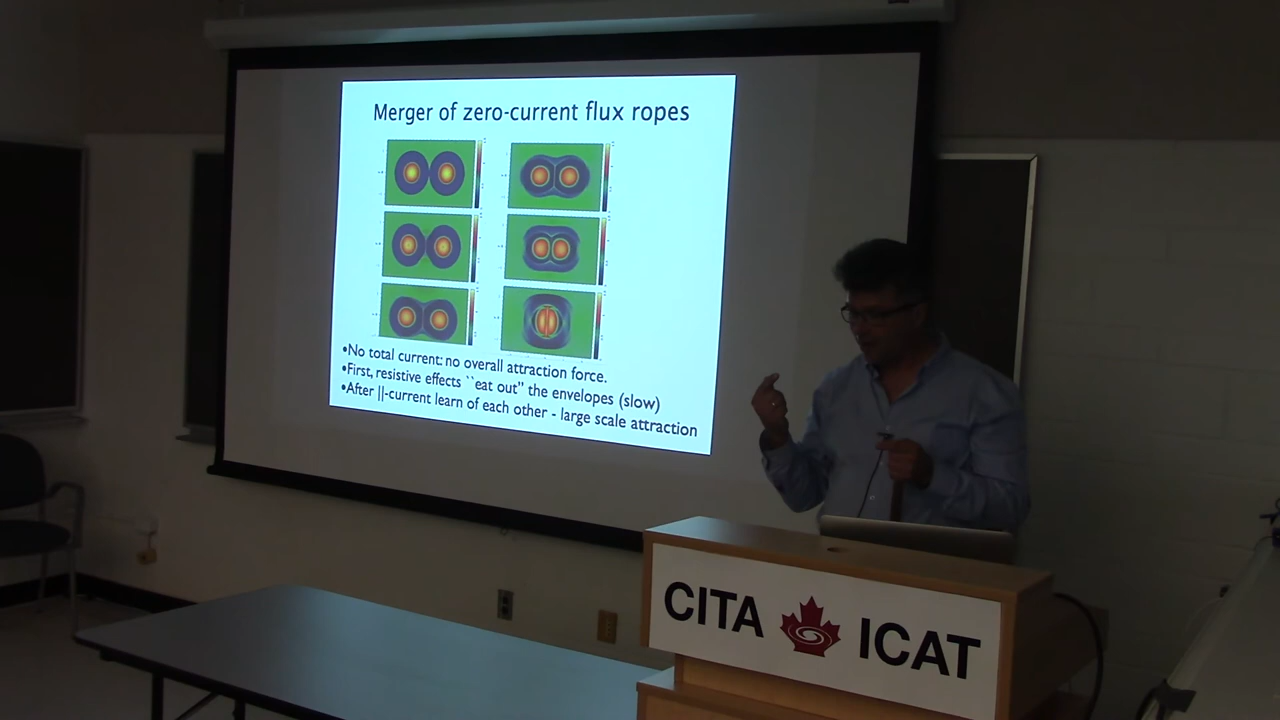 Merger of zero-current flux ropes
•No total current: no overall attraction force.
•First, resistive effects ``eat out'' the envelopes (slow)
•After ||-current learn of each other - large scale attraction
CITA ICAT